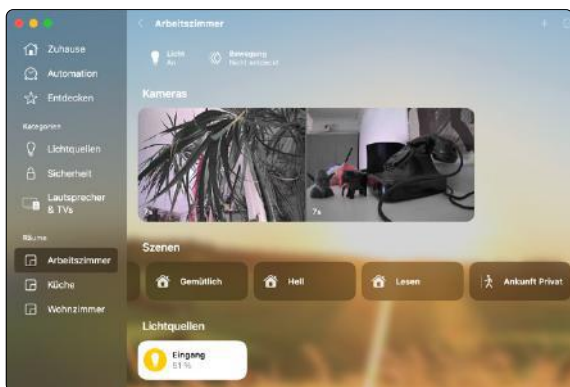 Zuhause
Automation
Entdecken
Kategorien
Lichtquellen
Sicherheit
Lautsprecher
& TVs
Räume
Arbeitszimmer
Küche
Wohnzimmer
Arbeitszimmer
Licht
An
Bewegung
Nicht entdeckt
Kameras
7s
Szenen
Gemütlich
Hell
Lesen
Ankunft Privat
Lichtquellen
Eingang
51 %